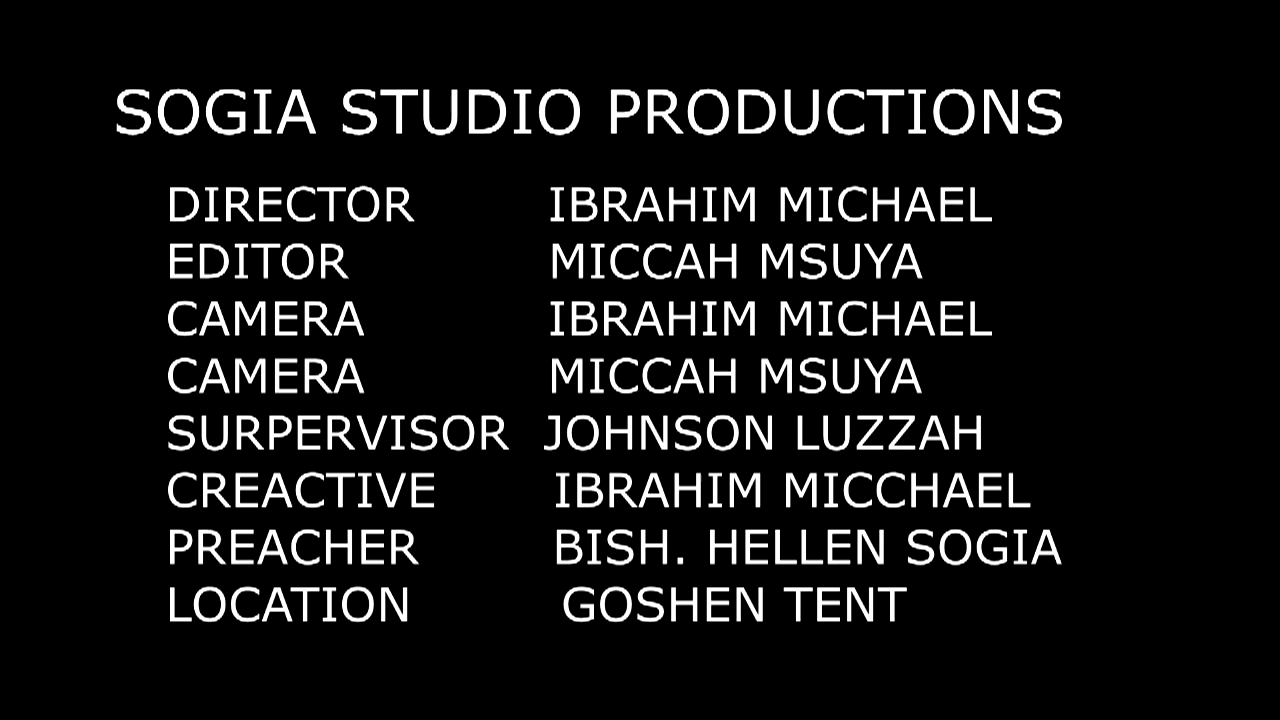 SOGIA STUDIO PRODUCTIONS
DIRECTOR IBRAHIM MICHAEL
EDITOR MICCAH MSUYA
CAMERA IBRAHIM MICHAEL
CAMERA MICCAH MSUYA
SURPERVISOR JOHNSON LUZZAH
CREACTIVE IBRAHIM MICCHAEL
PREACHER BISH. HELLEN SOGIA
LOCATION GOSHEN TENT